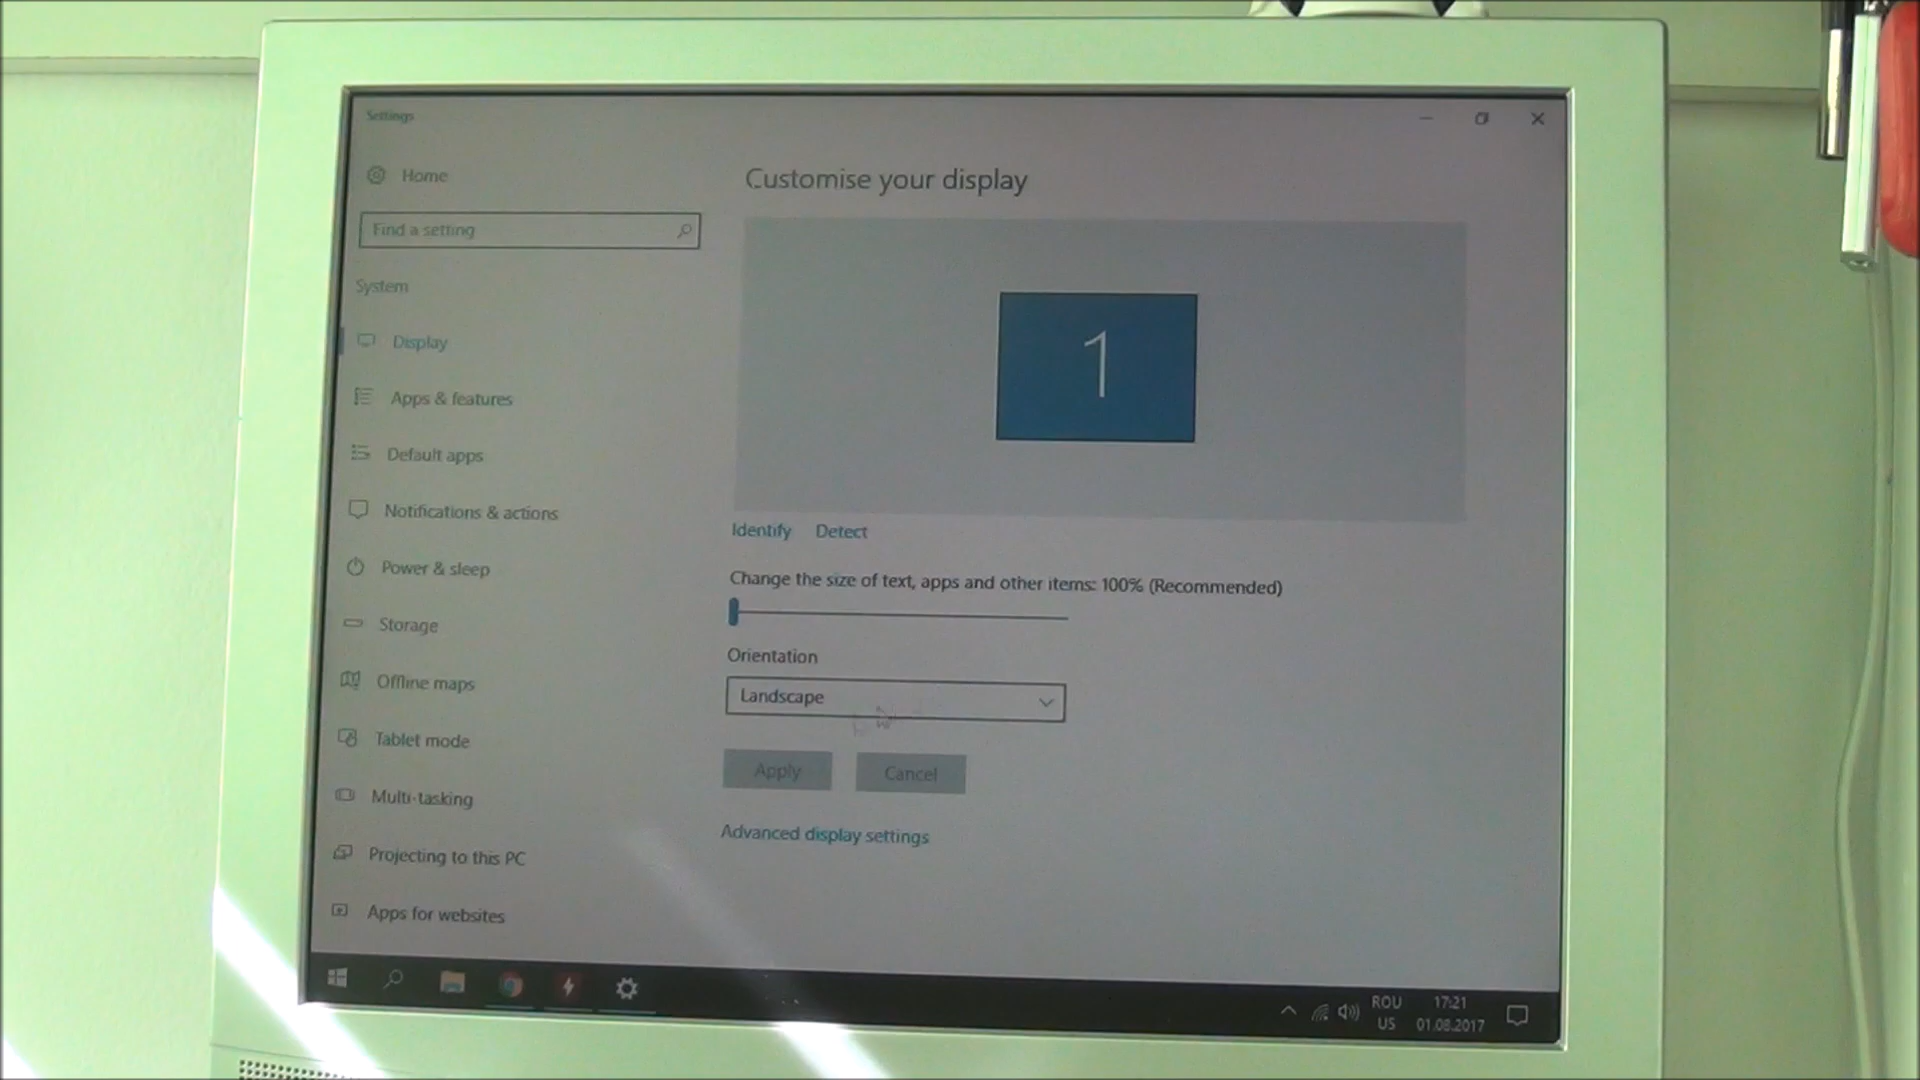 Settings
Home
Find a setting
System
Display
Apps & features
Default apps
Notifications & actions
Power & sleep
Storage
Offline maps
Tablet mode
Multi-tasking
Projecting to this PC
Apps for websites
Customise your display
1
Identify Detect
Change the size of text, apps and other items: 100% (Recommended)
Orientation
Landscape
Apply Cancel
Advanced display settings
ROU 17:21
US 01.08.2017